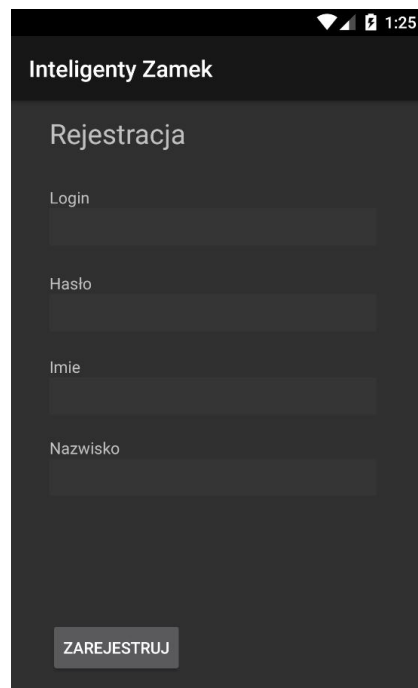 1:25
Inteligenty Zamek
Rejestracja
Login
Hasło
Imie
Nazwisko
ZAREJESTRUJ